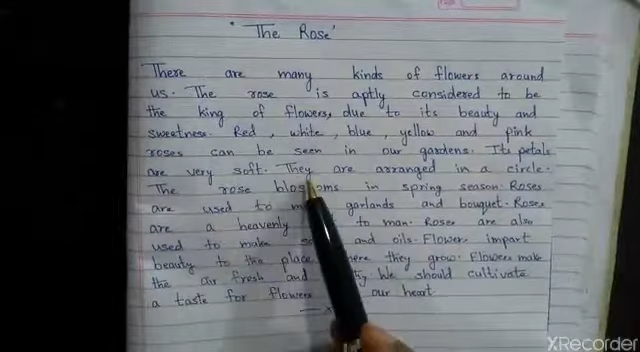 'The Rose'
There are many kinds of flowers around
us. The rose is aptly considered to be
the king of flowers, due to its beauty and
sweetness. Red, white, blue, yellow and pink
roses can be seen in our gardens. Its petals
are very soft. They are arranged in a circle.
The rose blossoms in spring season. Roses
are used to garlands and bouquet. Roses
are a heavenly to man. Roses are also
used to make and oils. Flowers impart
beauty to the place where they grow. Flowers make
the air fresh and We should cultivate
a taste for flowers our heart.
XRecorder